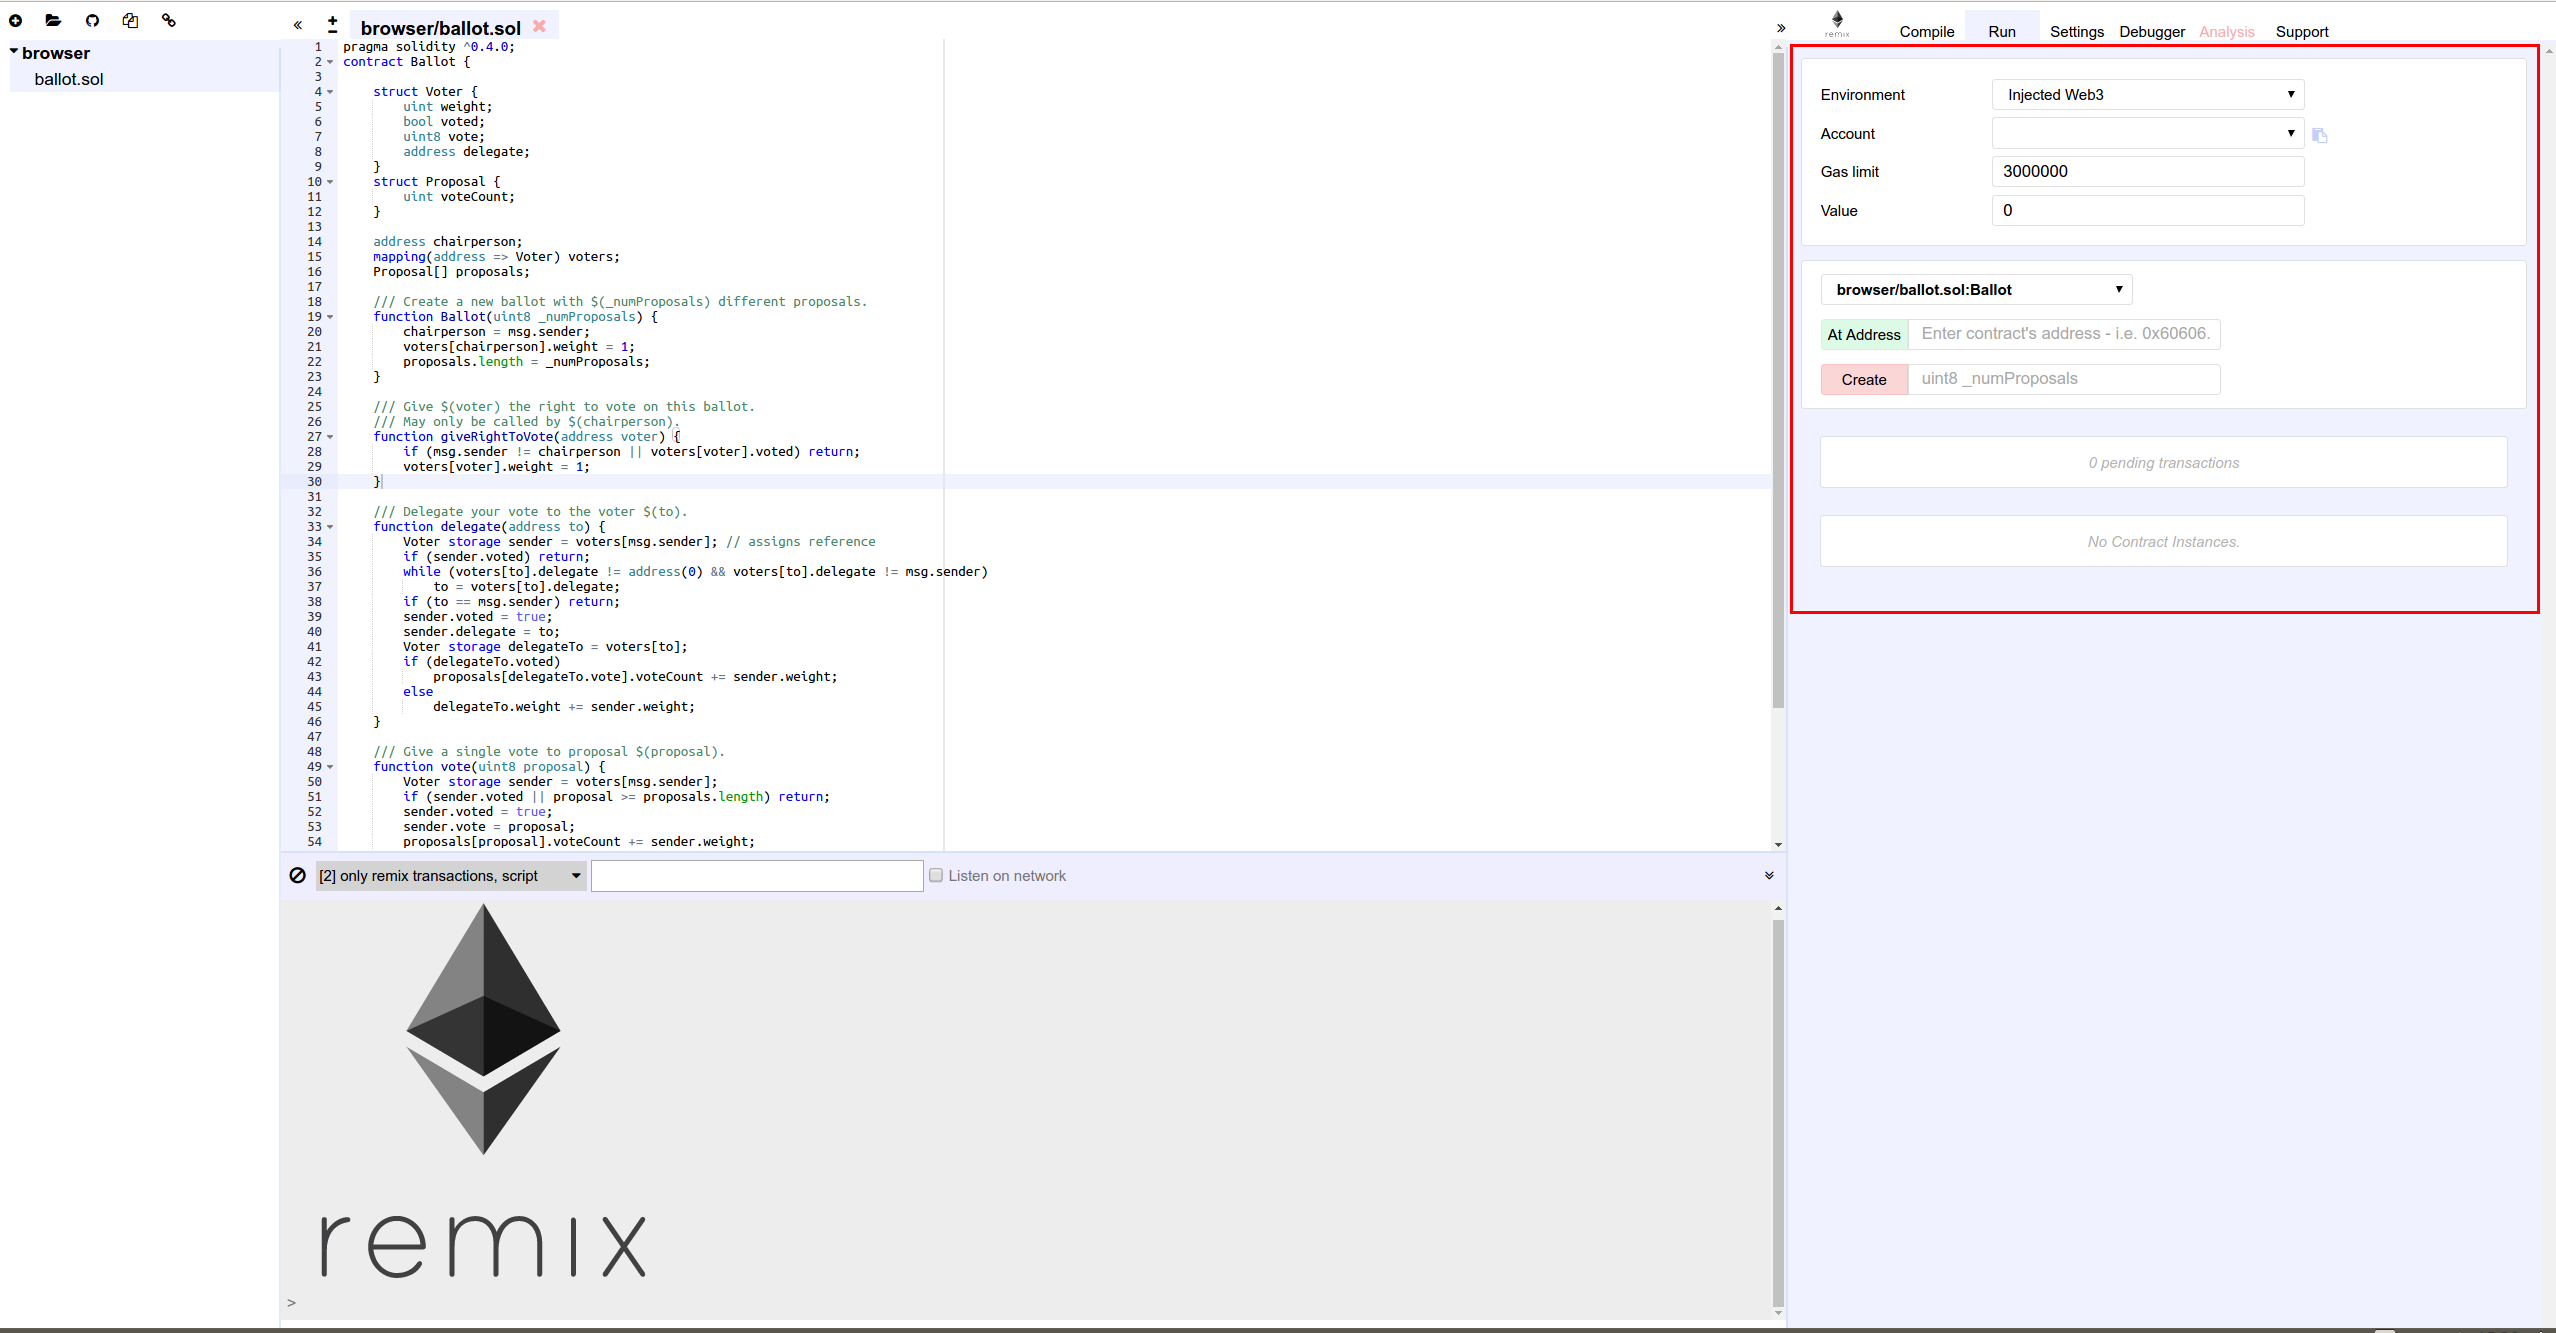 browser
ballot.sol
browser/ballot.sol
1 pragma solidity ^0.4.0;
2 contract Ballot {
3
4 struct Voter {
5 uint weight;
6 bool voted;
7 uint8 vote;
8 address delegate;
9 }
10 struct Proposal {
11 uint voteCount;
12 }
13
14 address chairperson;
15 mapping(address => Voter) voters;
16 Proposal[] proposals;
17
18 /// Create a new ballot with $(_numProposals) different proposals.
19 function Ballot(uint8 _numProposals) {
20 chairperson = msg.sender;
21 voters[chairperson].weight = 1;
22 proposals.length = _numProposals;
23 }
24
25 /// Give $(voter) the right to vote on this ballot.
26 /// May only be called by $(chairperson).
27 function giveRightToVote(address voter) {
28 if (msg.sender != chairperson || voters[voter].voted) return;
29 voters[voter].weight = 1;
30 }
31
32 /// Delegate your vote to the voter $(to).
33 function delegate(address to) {
34 Voter storage sender = voters[msg.sender]; // assigns reference
35 if (sender.voted) return;
36 while (voters[to].delegate != address(0) && voters[to].delegate != msg.sender)
37 to = voters[to].delegate;
38 if (to == msg.sender) return;
39 sender.voted = true;
40 sender.delegate = to;
41 Voter storage delegateTo = voters[to];
42 if (delegateTo.voted)
43 proposals[delegateTo.vote].voteCount += sender.weight;
44 else
45 delegateTo.weight += sender.weight;
46 }
47
48 /// Give a single vote to proposal $(proposal).
49 function vote(uint8 proposal) {
50 Voter storage sender = voters[msg.sender];
51 if (sender.voted || proposal >= proposals.length) return;
52 sender.voted = true;
53 sender.vote = proposal;
54 proposals[proposal].voteCount += sender.weight;
[2] only remix transactions, script
Listen on network
remix
>
remix
Compile Run Settings Debugger Analysis Support
Environment Injected Web3
Account
Gas limit 3000000
Value 0
browser/ballot.sol:Ballot
At Address Enter contract's address - i.e. 0x60606.
Create uint8 _numProposals
0 pending transactions
No Contract Instances.